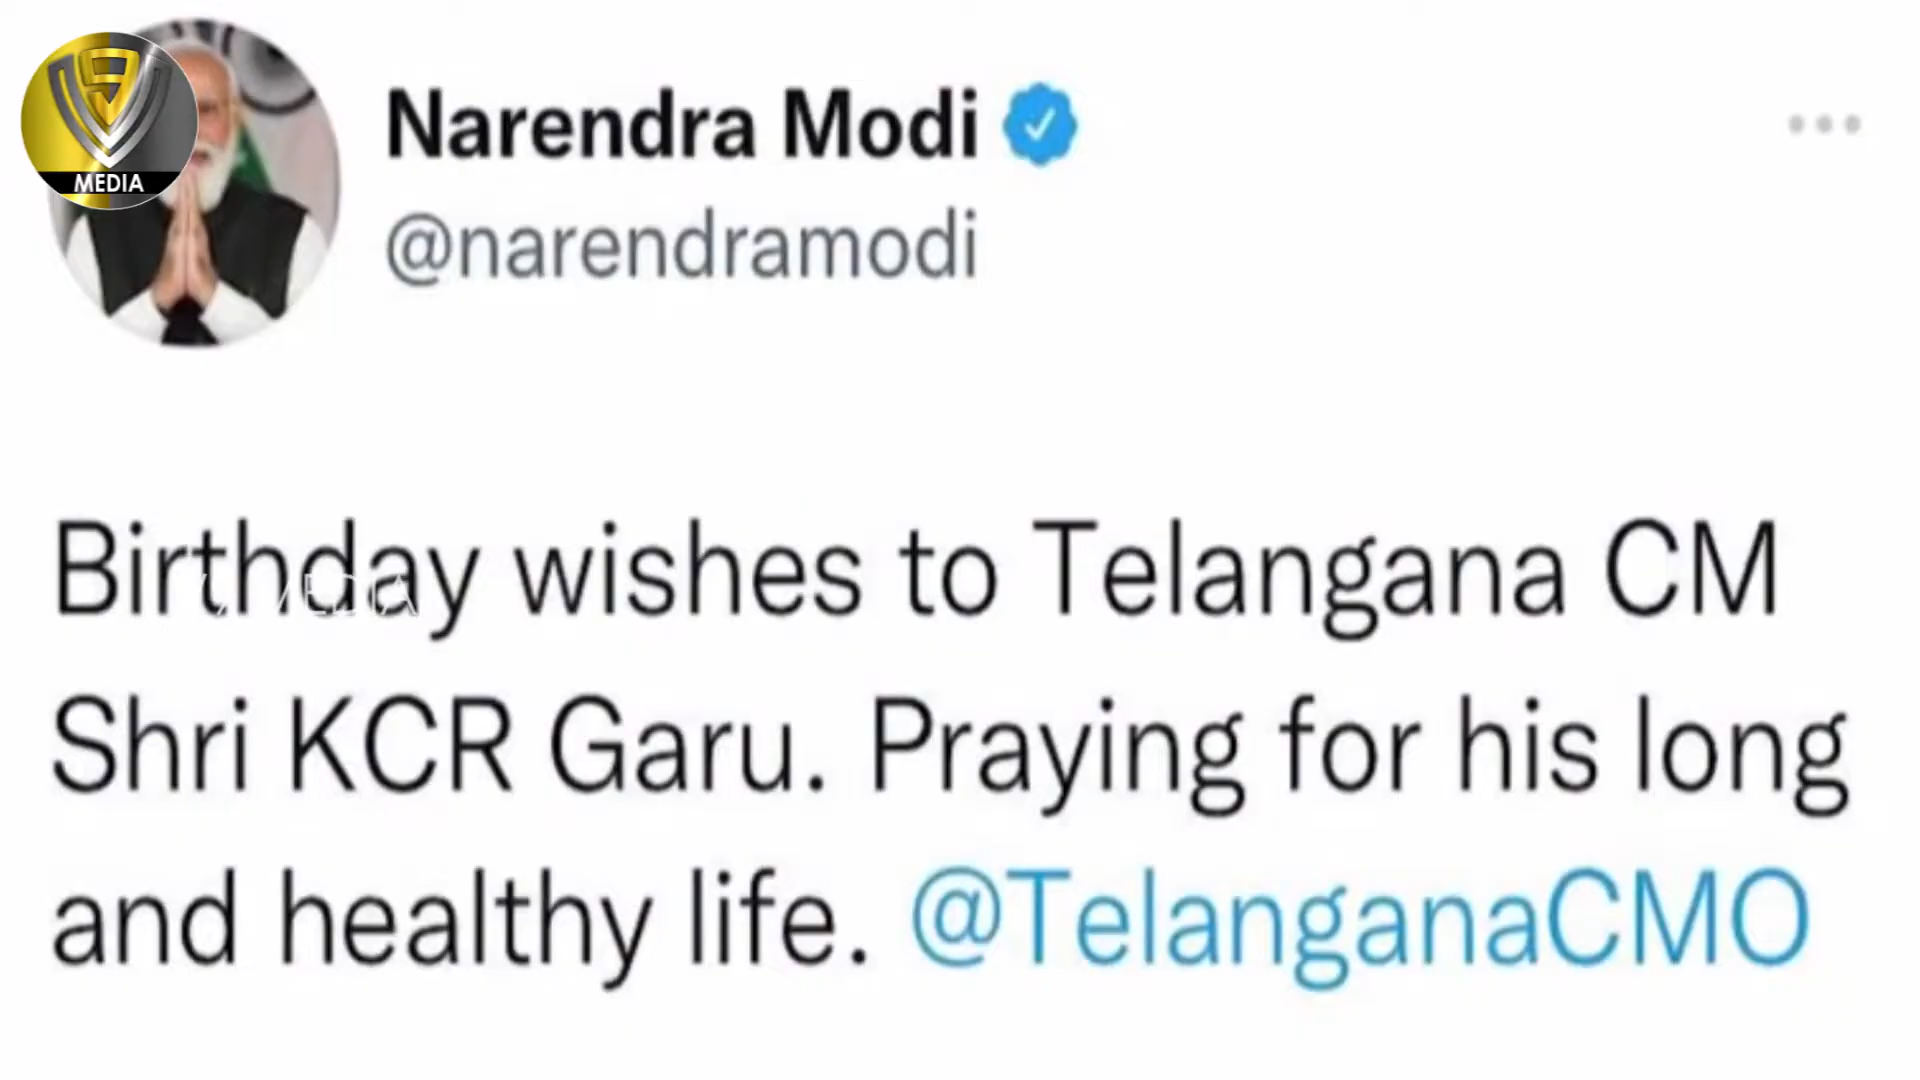 MEDIA
Narendra Modi
@narendramodi
Birthday wishes to Telangana CM
Shri KCR Garu. Praying for his long
and healthy life. @TelanganaCMO